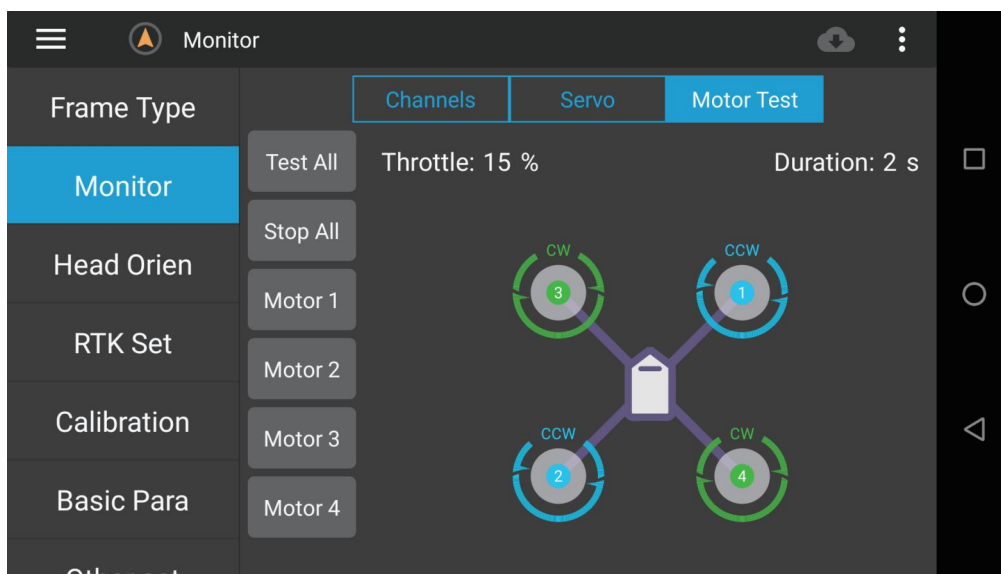 Monitor
Frame Type
Monitor
Head Orien
RTK Set
Calibration
Basic Para
Channels
Servo
Motor Test
Test All
Stop All
Motor 1
Motor 2
Motor 3
Motor 4
Throttle: 15 %
Duration: 2 s
CW
3
CCW
1
CCW
2
CW
4